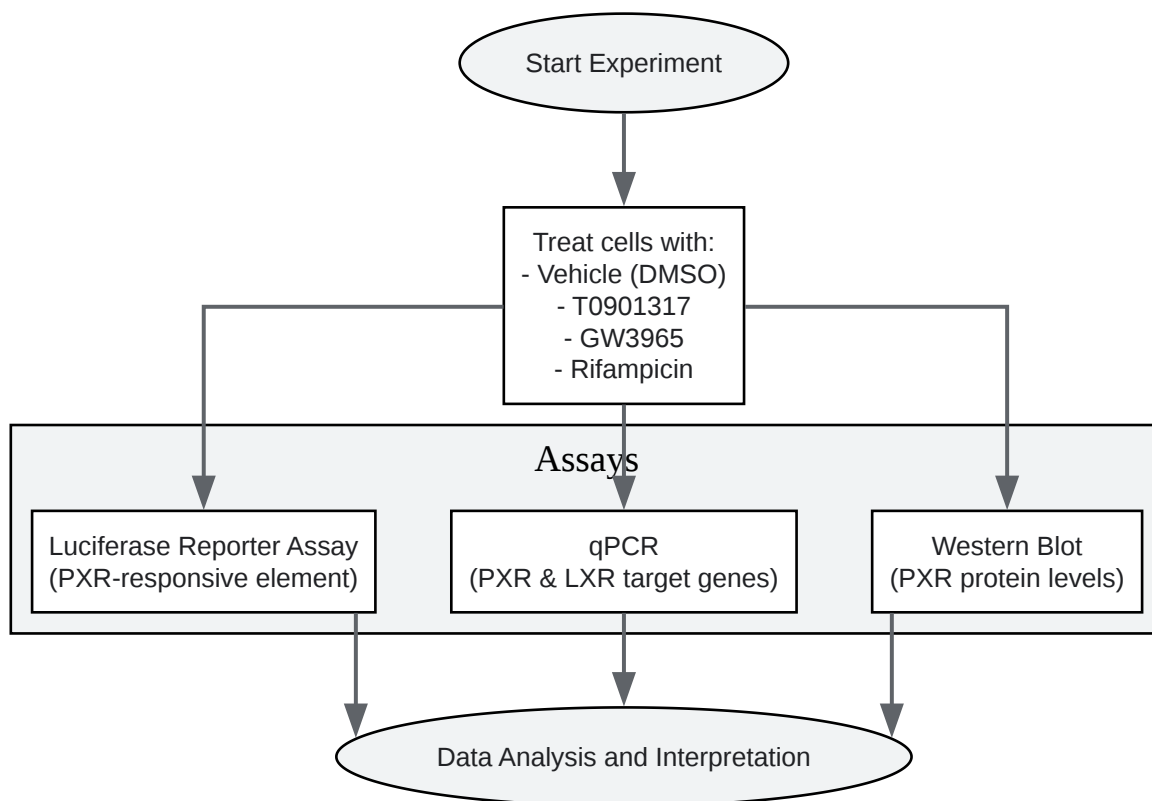 Start Experiment
Treat cells with:
- Vehicle (DMSO)
- T0901317
- GW3965
- Rifampicin
Assays
Luciferase Reporter Assay
(PXR-responsive element)
qPCR
(PXR & LXR target genes)
Western Blot
(PXR protein levels)
Data Analysis and Interpretation